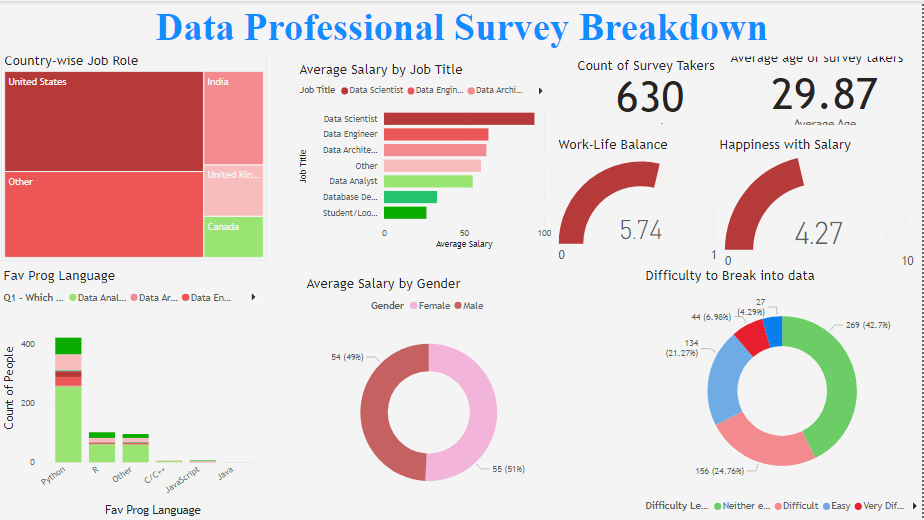 Data Professional Survey Breakdown
Country-wise Job Role
United States
India
Other
United Kin...
Canada
Average Salary by Job Title
Job Title Data Scientist Data Engin... Data Archi...
Job Title
Data Scientist
Data Engineer
Data Archite...
Other
Data Analyst
Database De...
Student/Loo...
0 50 100
Average Salary
Count of Survey Takers
630
Average age of survey takers
29.87
Average Age
Work-Life Balance
5.74
0 1
Happiness with Salary
4.27
0 10
Fav Prog Language
Q1 - Which ... Data Anal... Data Ar... Data En...
Count of People
400
200
0
Python
R
Other
C/C++
JavaScript
Java
Fav Prog Language
Average Salary by Gender
Gender Female Male
54 (49%)
55 (51%)
Difficulty to Break into data
27
(4.29%)
44 (6.98%)
134
(21.27%)
269 (42.7%)
156 (24.76%)
Difficulty Le... Neither e... Difficult Easy Very Dif...